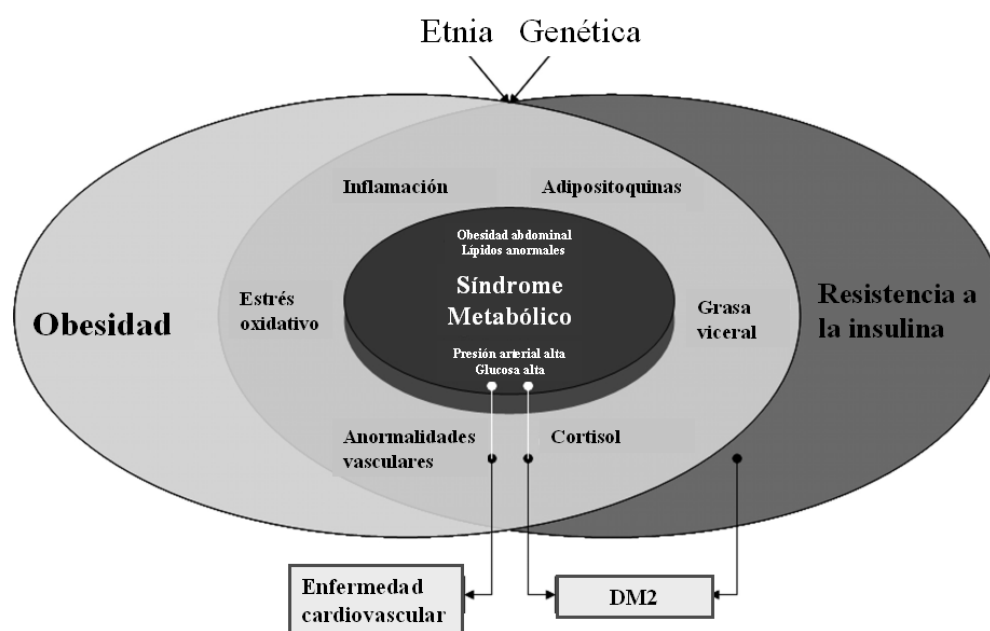 Etnia Genética
Inflamación
Adipositoquinas
Obesidad abdominal
Lípidos anormales
Síndrome
Metabólico
Presión arterial alta
Glucosa alta
Estrés
oxidativo
Obesidad
Grasa
viceral
Resistencia a
la insulina
Anormalidades
vasculares
Cortisol
Enfermedad
cardiovascular
DM2